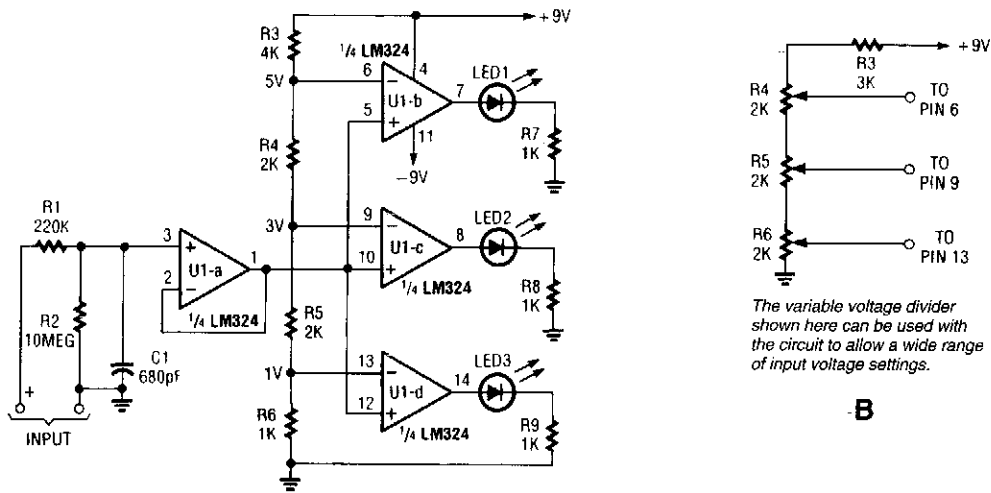 +9V
R3
4K
1/4 LM324
5V
6
−
4
U1-b
5
+
11
−9V
7
LED1
R7
1K
R4
2K
R1
220K
3V
9
−
U1-c
10
+
8
LED2
1/4 LM324
R8
1K
3
+
1
U1-a
2
−
1/4 LM324
R2
10MEG
C1
680pF
R5
2K
1V
13
−
U1-d
12
+
14
LED3
1/4 LM324
R6
1K
R9
1K
+
INPUT
+9V
R3
3K
R4
2K
TO
PIN 6
R5
2K
TO
PIN 9
R6
2K
TO
PIN 13
The variable voltage divider
shown here can be used with
the circuit to allow a wide range
of input voltage settings.
B